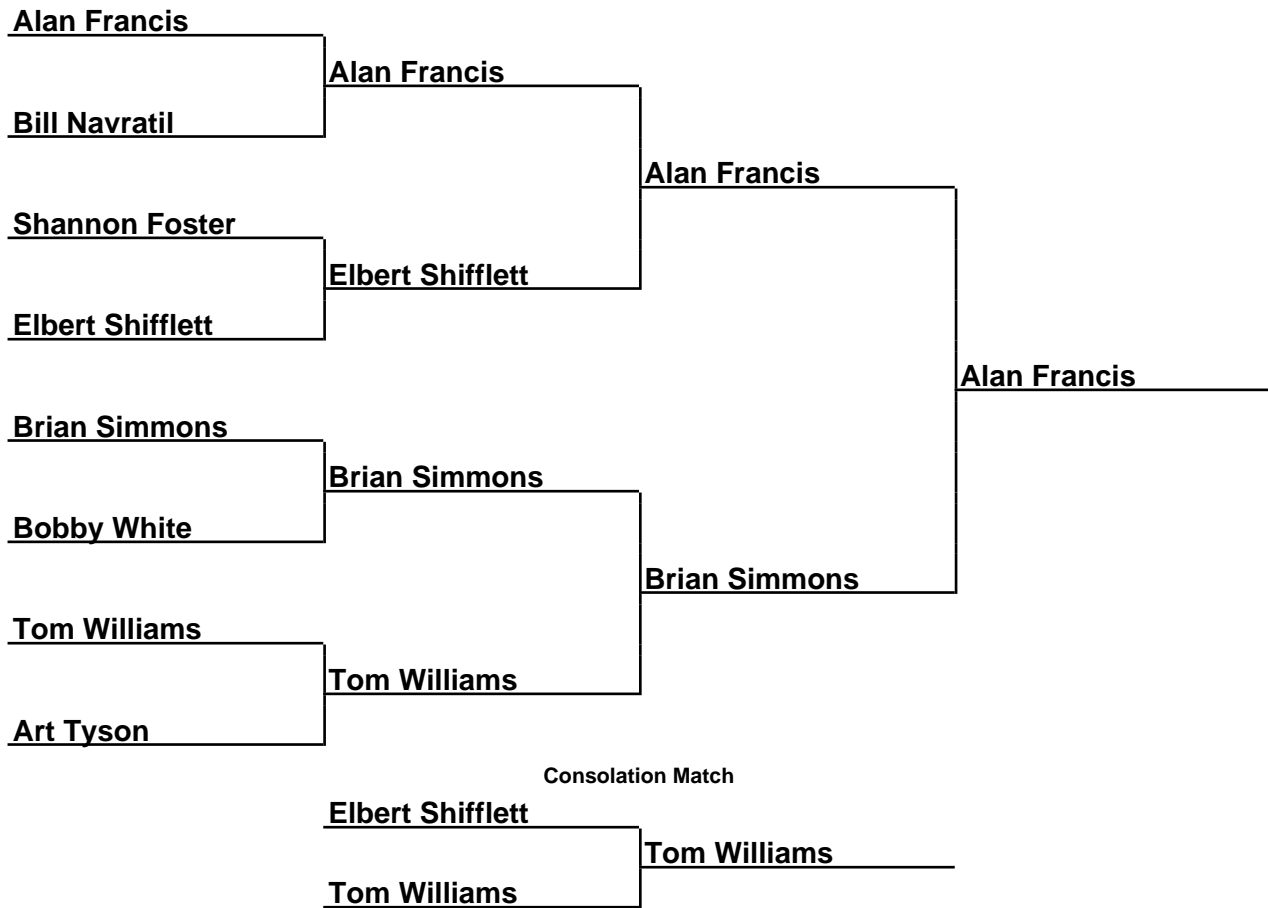 Alan Francis
Alan Francis
Bill Navratil
Alan Francis
Shannon Foster
Elbert Shifflett
Elbert Shifflett
Alan Francis
Brian Simmons
Brian Simmons
Bobby White
Brian Simmons
Tom Williams
Tom Williams
Art Tyson
Consolation Match
Elbert Shifflett
Tom Williams
Tom Williams